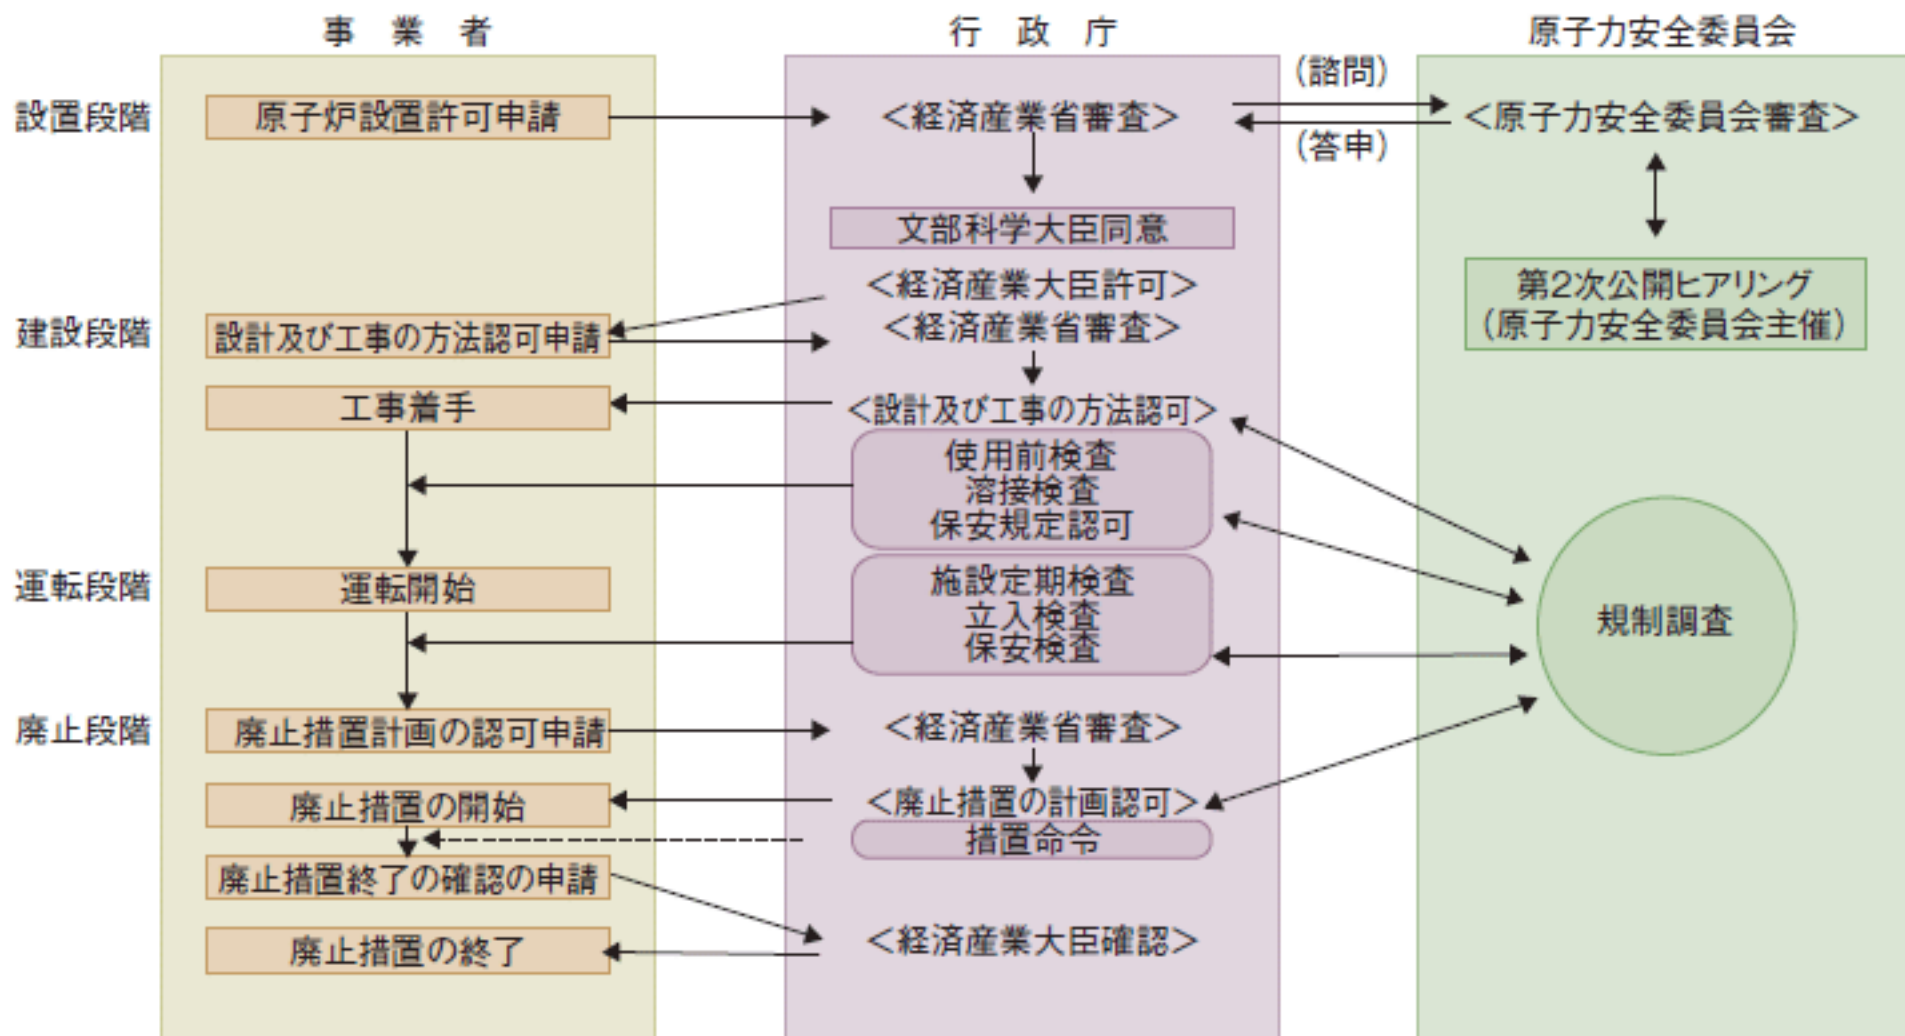 事業者
行政庁
原子力安全委員会
設置段階
原子炉設置許可申請
<経済産業省審査>
(諮問)
(答申)
<原子力安全委員会審査>
文部科学大臣同意
<経済産業大臣許可>
第2次公開ヒアリング
(原子力安全委員会主催)
建設段階
設計及び工事の方法認可申請
<経済産業省審査>
工事着手
<設計及び工事の方法認可>
使用前検査
溶接検査
保安規定認可
運転段階
運転開始
施設定期検査
立入検査
保安検査
規制調査
廃止段階
廃止措置計画の認可申請
<経済産業省審査>
廃止措置の開始
<廃止措置の計画認可>
措置命令
廃止措置終了の確認の申請
<経済産業大臣確認>
廃止措置の終了